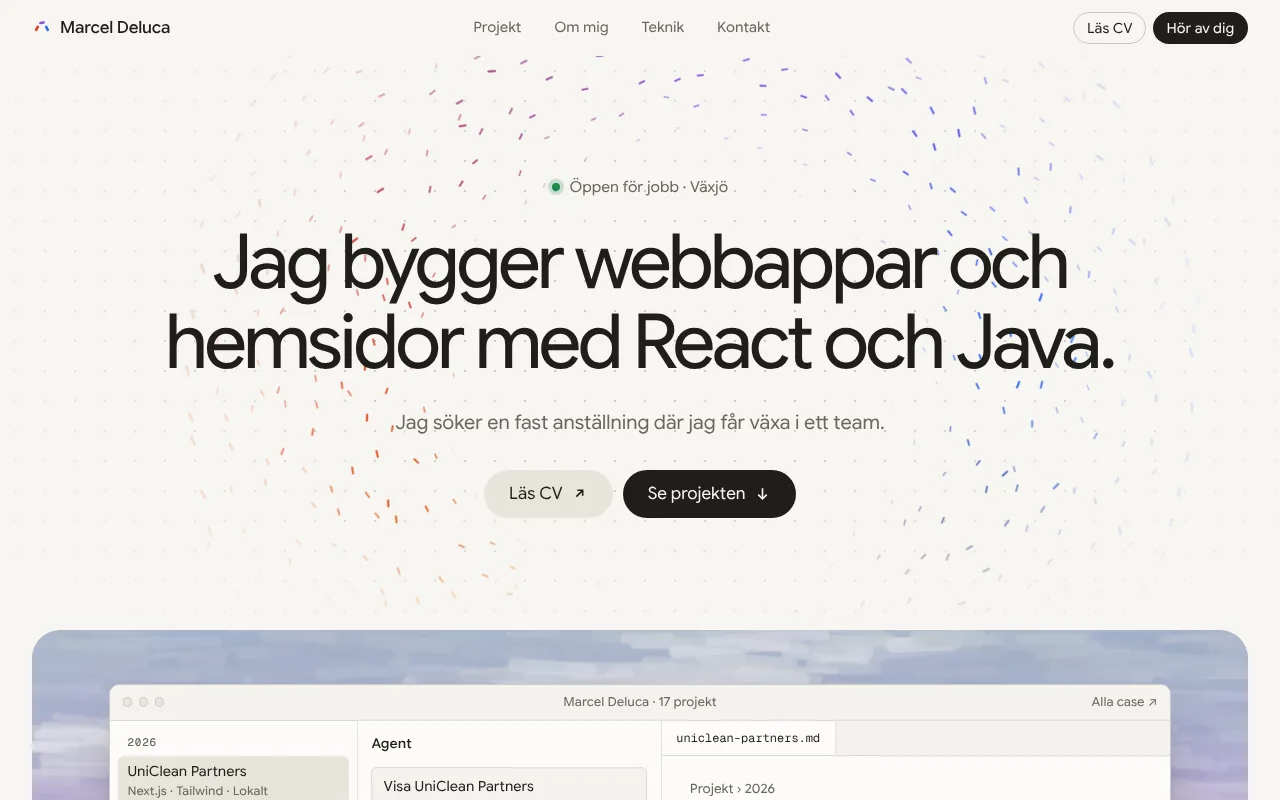 Marcel Deluca
Projekt
Om mig
Teknik
Kontakt
Läs CV
Hör av dig
Öppen för jobb · Växjö
Jag bygger webbappar och
hemsidor med React och Java.
Jag söker en fast anställning där jag får växa i ett team.
Läs CV ↗
Se projekten ↓
Marcel Deluca · 17 projekt
Alla case ↗
2026
UniClean Partners
Next.js · Tailwind · Lokalt
Agent
Visa UniClean Partners
uniclean-partners.md
Projekt › 2026